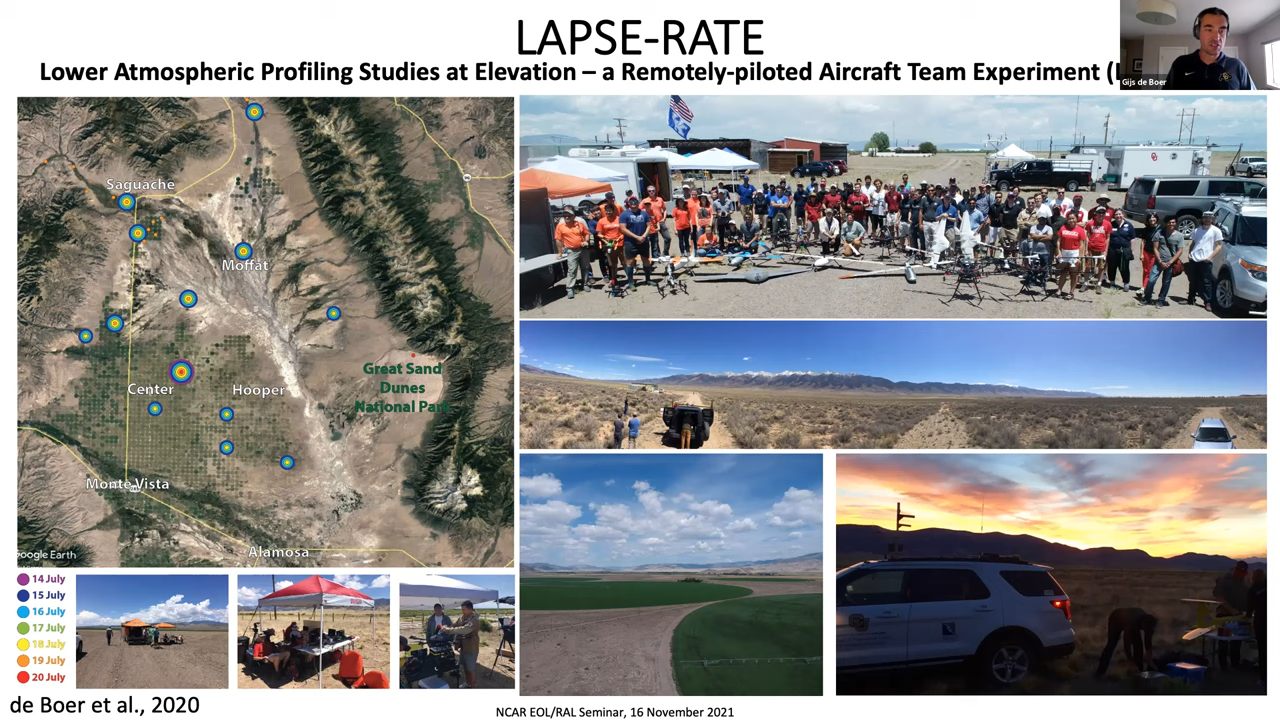 LAPSE-RATE
Lower Atmospheric Profiling Studies at Elevation – a Remotely-piloted Aircraft Team Experiment (
Gijs de Boer
Saguache
Moffat
Great Sand
Dunes
National Park
Center
Hooper
Monte Vista
Alamosa
Google Earth
14 July
15 July
16 July
17 July
18 July
19 July
20 July
de Boer et al., 2020
NCAR EOL/RAL Seminar, 16 November 2021